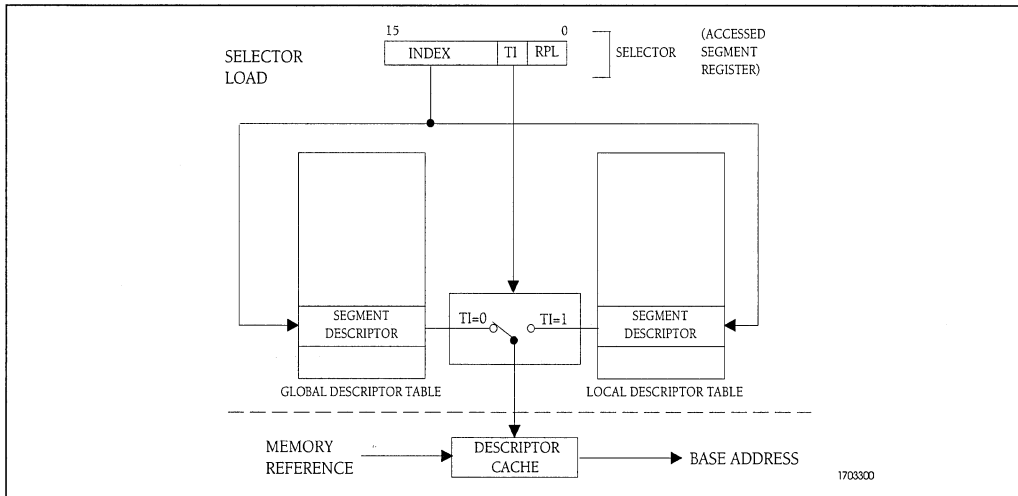 15 0
SELECTOR
LOAD
INDEX TI RPL
SELECTOR
(ACCESSED
SEGMENT
REGISTER)
TI=0 TI=1
SEGMENT
DESCRIPTOR
SEGMENT
DESCRIPTOR
GLOBAL DESCRIPTOR TABLE
LOCAL DESCRIPTOR TABLE
MEMORY
REFERENCE
DESCRIPTOR
CACHE
BASE ADDRESS
1703300